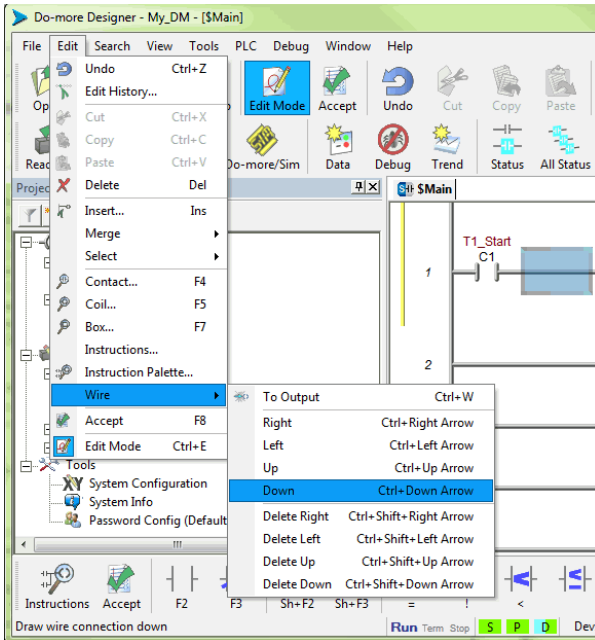 Do-more Designer - My_DM - [$Main]
File Edit Search View Tools PLC Debug Window Help
Undo Ctrl+Z
Edit History...
Cut Ctrl+X
Copy Ctrl+C
Paste Ctrl+V
Delete Del
Insert... Ins
Merge
Select
Contact... F4
Coil... F5
Box... F7
Instructions...
Instruction Palette...
Wire
Accept F8
Edit Mode Ctrl+E
Edit Mode Accept Undo Cut Copy Paste
Do-more/Sim Data Debug Trend Status All Status
$Main
T1_Start
C1
1
2
To Output Ctrl+W
Right Ctrl+Right Arrow
Left Ctrl+Left Arrow
Up Ctrl+Up Arrow
Down Ctrl+Down Arrow
Delete Right Ctrl+Shift+Right Arrow
Delete Left Ctrl+Shift+Left Arrow
Delete Up Ctrl+Shift+Up Arrow
Delete Down Ctrl+Shift+Down Arrow
Tools
System Configuration
System Info
Password Config (Default
Instructions Accept F2 F3 Sh+F2 Sh+F3 = ! <
Draw wire connection down
Run Term Stop S P D Dev